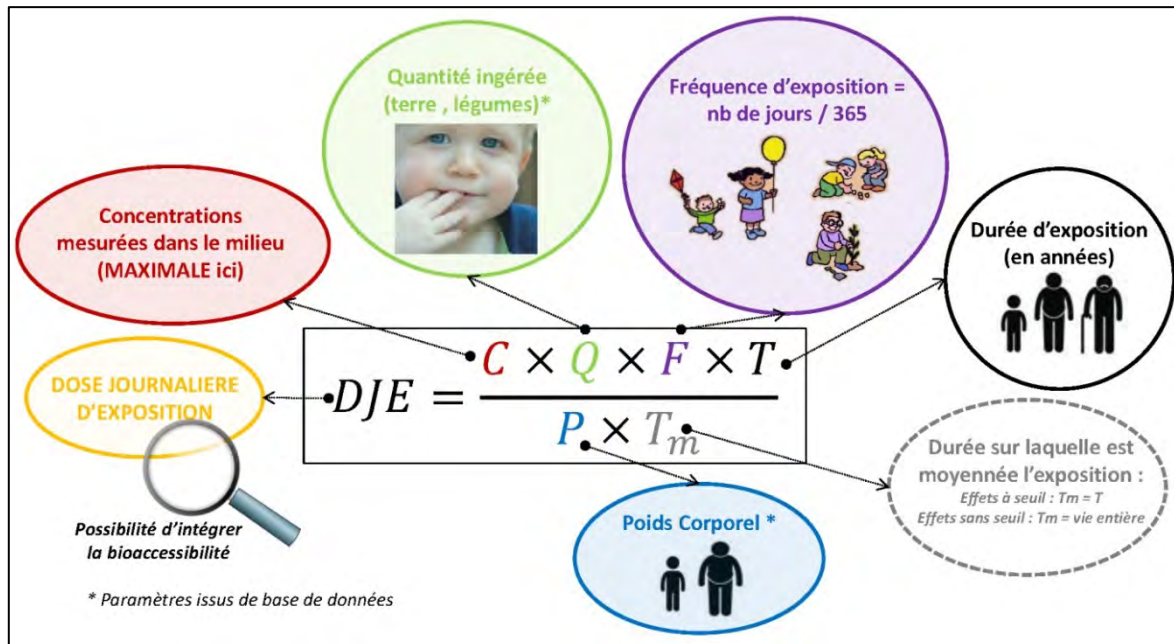 Quantité ingérée
(terre , légumes)*
Fréquence d'exposition =
nb de jours / 365
Concentrations
mesurées dans le milieu
(MAXIMALE ici)
Durée d'exposition
(en années)
DOSE JOURNALIERE
D'EXPOSITION
DJE = 
C × Q × F × T
P × Tₘ
Durée sur laquelle est
moyennée l'exposition :
Effets à seuil : Tm = T
Effets sans seuil : Tm = vie entière
Possibilité d'intégrer
la bioaccessibilité
Poids Corporel *
* Paramètres issus de base de données